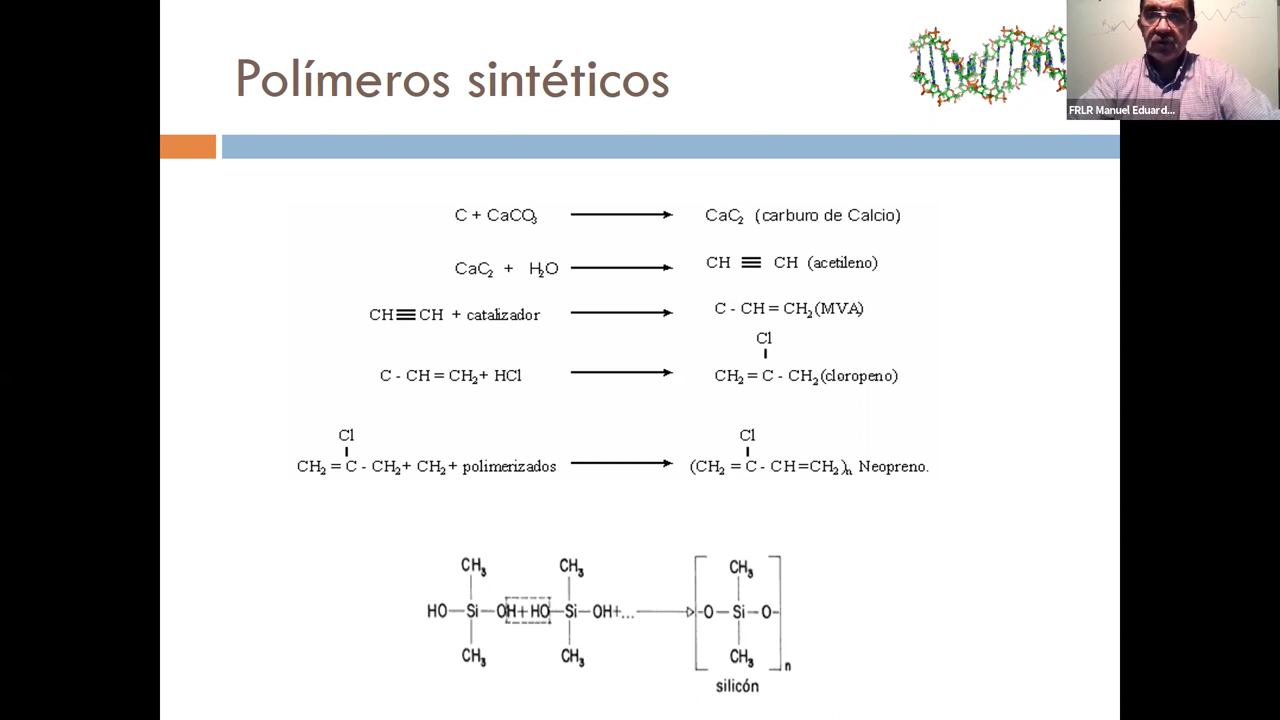 Polímeros sintéticos
FRLR Manuel Eduard...
C + CaCO₃ → CaC₂ (carburo de Calcio)
CaC₂ + H₂O → CH ≡ CH (acetileno)
CH≡CH + catalizador → C - CH = CH₂ (MVA)
Cl
C - CH = CH₂ + HCl → CH₂ = C - CH₂ (cloropeno)
Cl Cl
CH₂ = C - CH₂ + CH₂ + polimerizados → (CH₂ = C - CH=CH₂)ₙ Neopreno.
CH₃ CH₃ CH₃
HO—Si—OH+HO—Si—OH+... → -O—Si—O-
CH₃ CH₃ CH₃
n
silicón